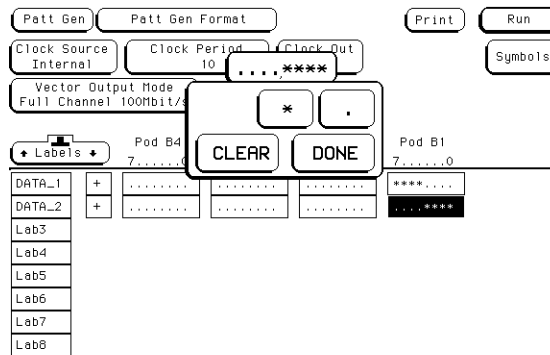 Patt Gen Patt Gen Format Print Run
Clock Source Clock Period Clock Out Symbols
Internal 10
....****
Vector Output Mode
Full Channel 100Mbit/s
* .
CLEAR DONE
Labels Pod B4 Pod B1
7......0 7......0
DATA_1 + ........ ........ ........ ****....
DATA_2 + ........ ........ ........ ....****
Lab3
Lab4
Lab5
Lab6
Lab7
Lab8